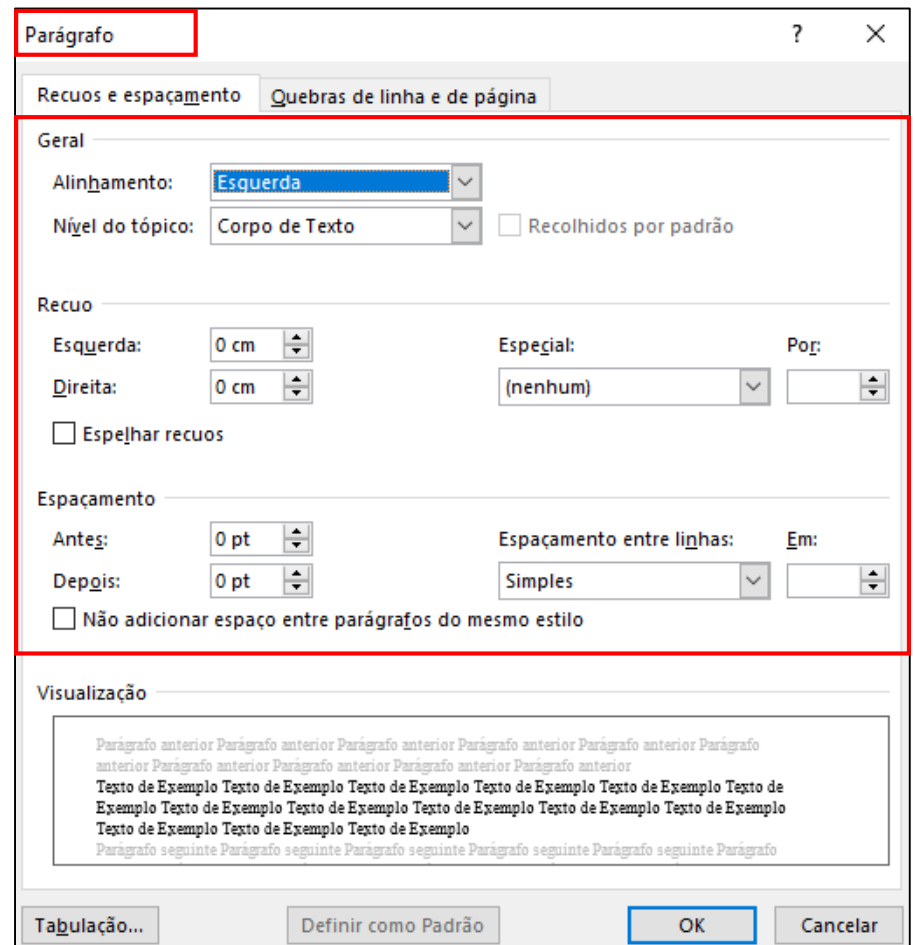 Parágrafo ?
Recuos e espaçamento Quebras de linha e de página
Geral
Alinhamento: Esquerda
Nível do tópico: Corpo de Texto Recolhidos por padrão
Recuo
Esquerda: 0 cm Especial: Por:
Direita: 0 cm (nenhum)
Espelhar recuos
Espaçamento
Antes: 0 pt Espaçamento entre linhas: Em:
Depois: 0 pt Simples
Não adicionar espaço entre parágrafos do mesmo estilo
Visualização
Parágrafo anterior Parágrafo anterior Parágrafo anterior Parágrafo anterior Parágrafo anterior Parágrafo
anterior Parágrafo anterior Parágrafo anterior Parágrafo anterior Parágrafo anterior
Texto de Exemplo Texto de Exemplo Texto de Exemplo Texto de Exemplo Texto de Exemplo Texto de
Exemplo Texto de Exemplo Texto de Exemplo Texto de Exemplo Texto de Exemplo Texto de Exemplo
Texto de Exemplo Texto de Exemplo Texto de Exemplo
Parágrafo seguinte Parágrafo seguinte Parágrafo seguinte Parágrafo seguinte Parágrafo seguinte Parágrafo
Tabulação... Definir como Padrão OK Cancelar